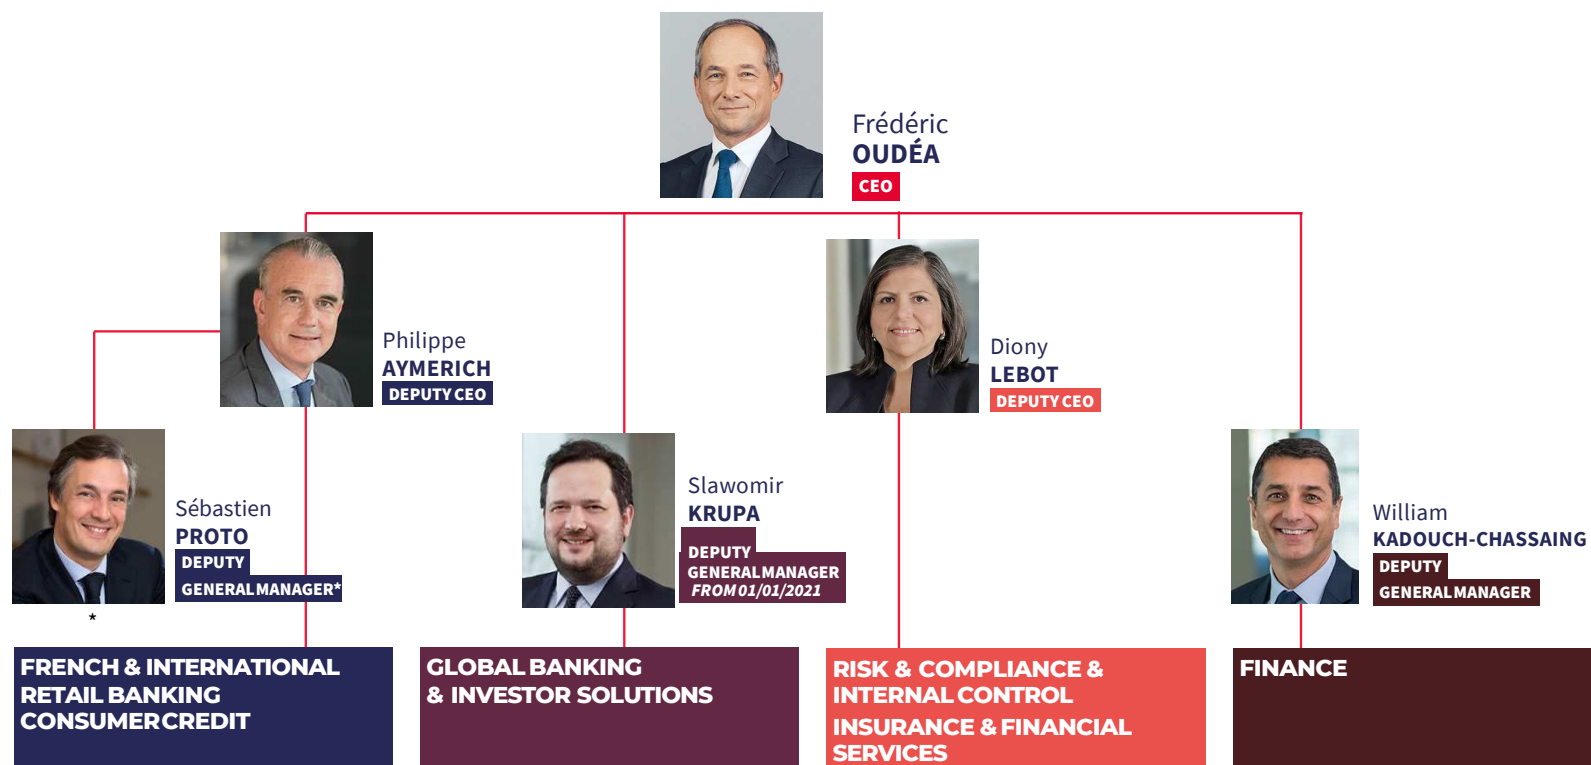 Frédéric
OUDÉA
CEO
Philippe
AYMERICH
DEPUTY CEO
Diony
LEBOT
DEPUTY CEO
Sébastien
PROTO
DEPUTY
GENERAL MANAGER*
*
Slawomir
KRUPA
DEPUTY
GENERAL MANAGER
FROM 01/01/2021
William
KADOUCH-CHASSAING
DEPUTY
GENERAL MANAGER
FRENCH & INTERNATIONAL
RETAIL BANKING
CONSUMER CREDIT
GLOBAL BANKING
& INVESTOR SOLUTIONS
RISK & COMPLIANCE &
INTERNAL CONTROL
INSURANCE & FINANCIAL
SERVICES
FINANCE